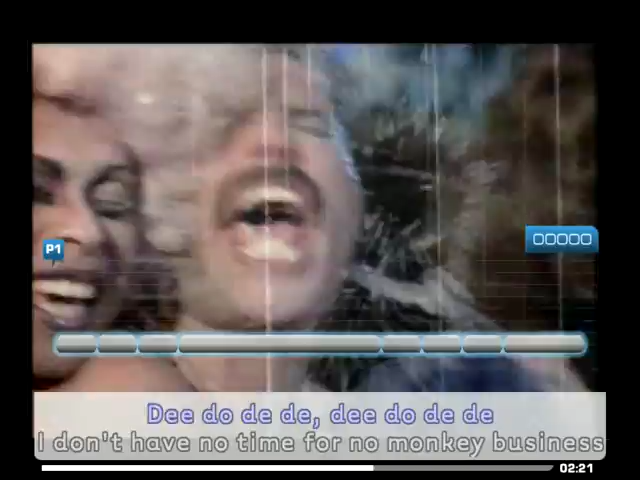 P1
00000
Dee do de de, dee do de de
I don't have no time for no monkey business
02:21